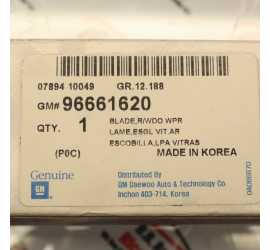 07894 10049 GR.12.188
GM# 96661620
QTY. 1 BLADE,R/WDO WPR
LAME,ESGL VIT.AR
ESCOBILLA,LPA VITRAS
(P0C) MADE IN KOREA
Genuine
GM
Distributed By
GM Daewoo Auto & Technology Co.
Inchon 403-714, Korea